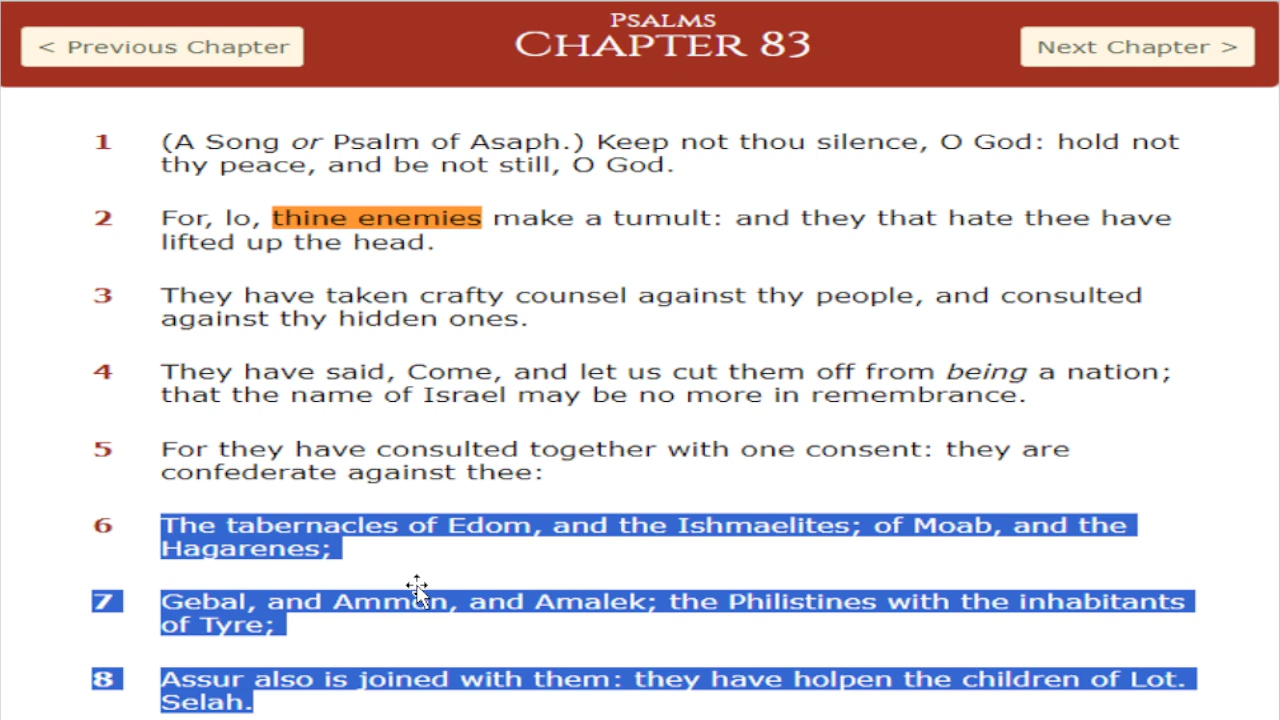 PSALMS
CHAPTER 83
< Previous Chapter
Next Chapter >
1 (A Song or Psalm of Asaph.) Keep not thou silence, O God: hold not
thy peace, and be not still, O God.
2 For, lo, thine enemies make a tumult: and they that hate thee have
lifted up the head.
3 They have taken crafty counsel against thy people, and consulted
against thy hidden ones.
4 They have said, Come, and let us cut them off from being a nation;
that the name of Israel may be no more in remembrance.
5 For they have consulted together with one consent: they are
confederate against thee:
6 The tabernacles of Edom, and the Ishmaelites; of Moab, and the
Hagarenes;
7 Gebal, and Ammon, and Amalek; the Philistines with the inhabitants
of Tyre;
8 Assur also is joined with them: they have holpen the children of Lot.
Selah.